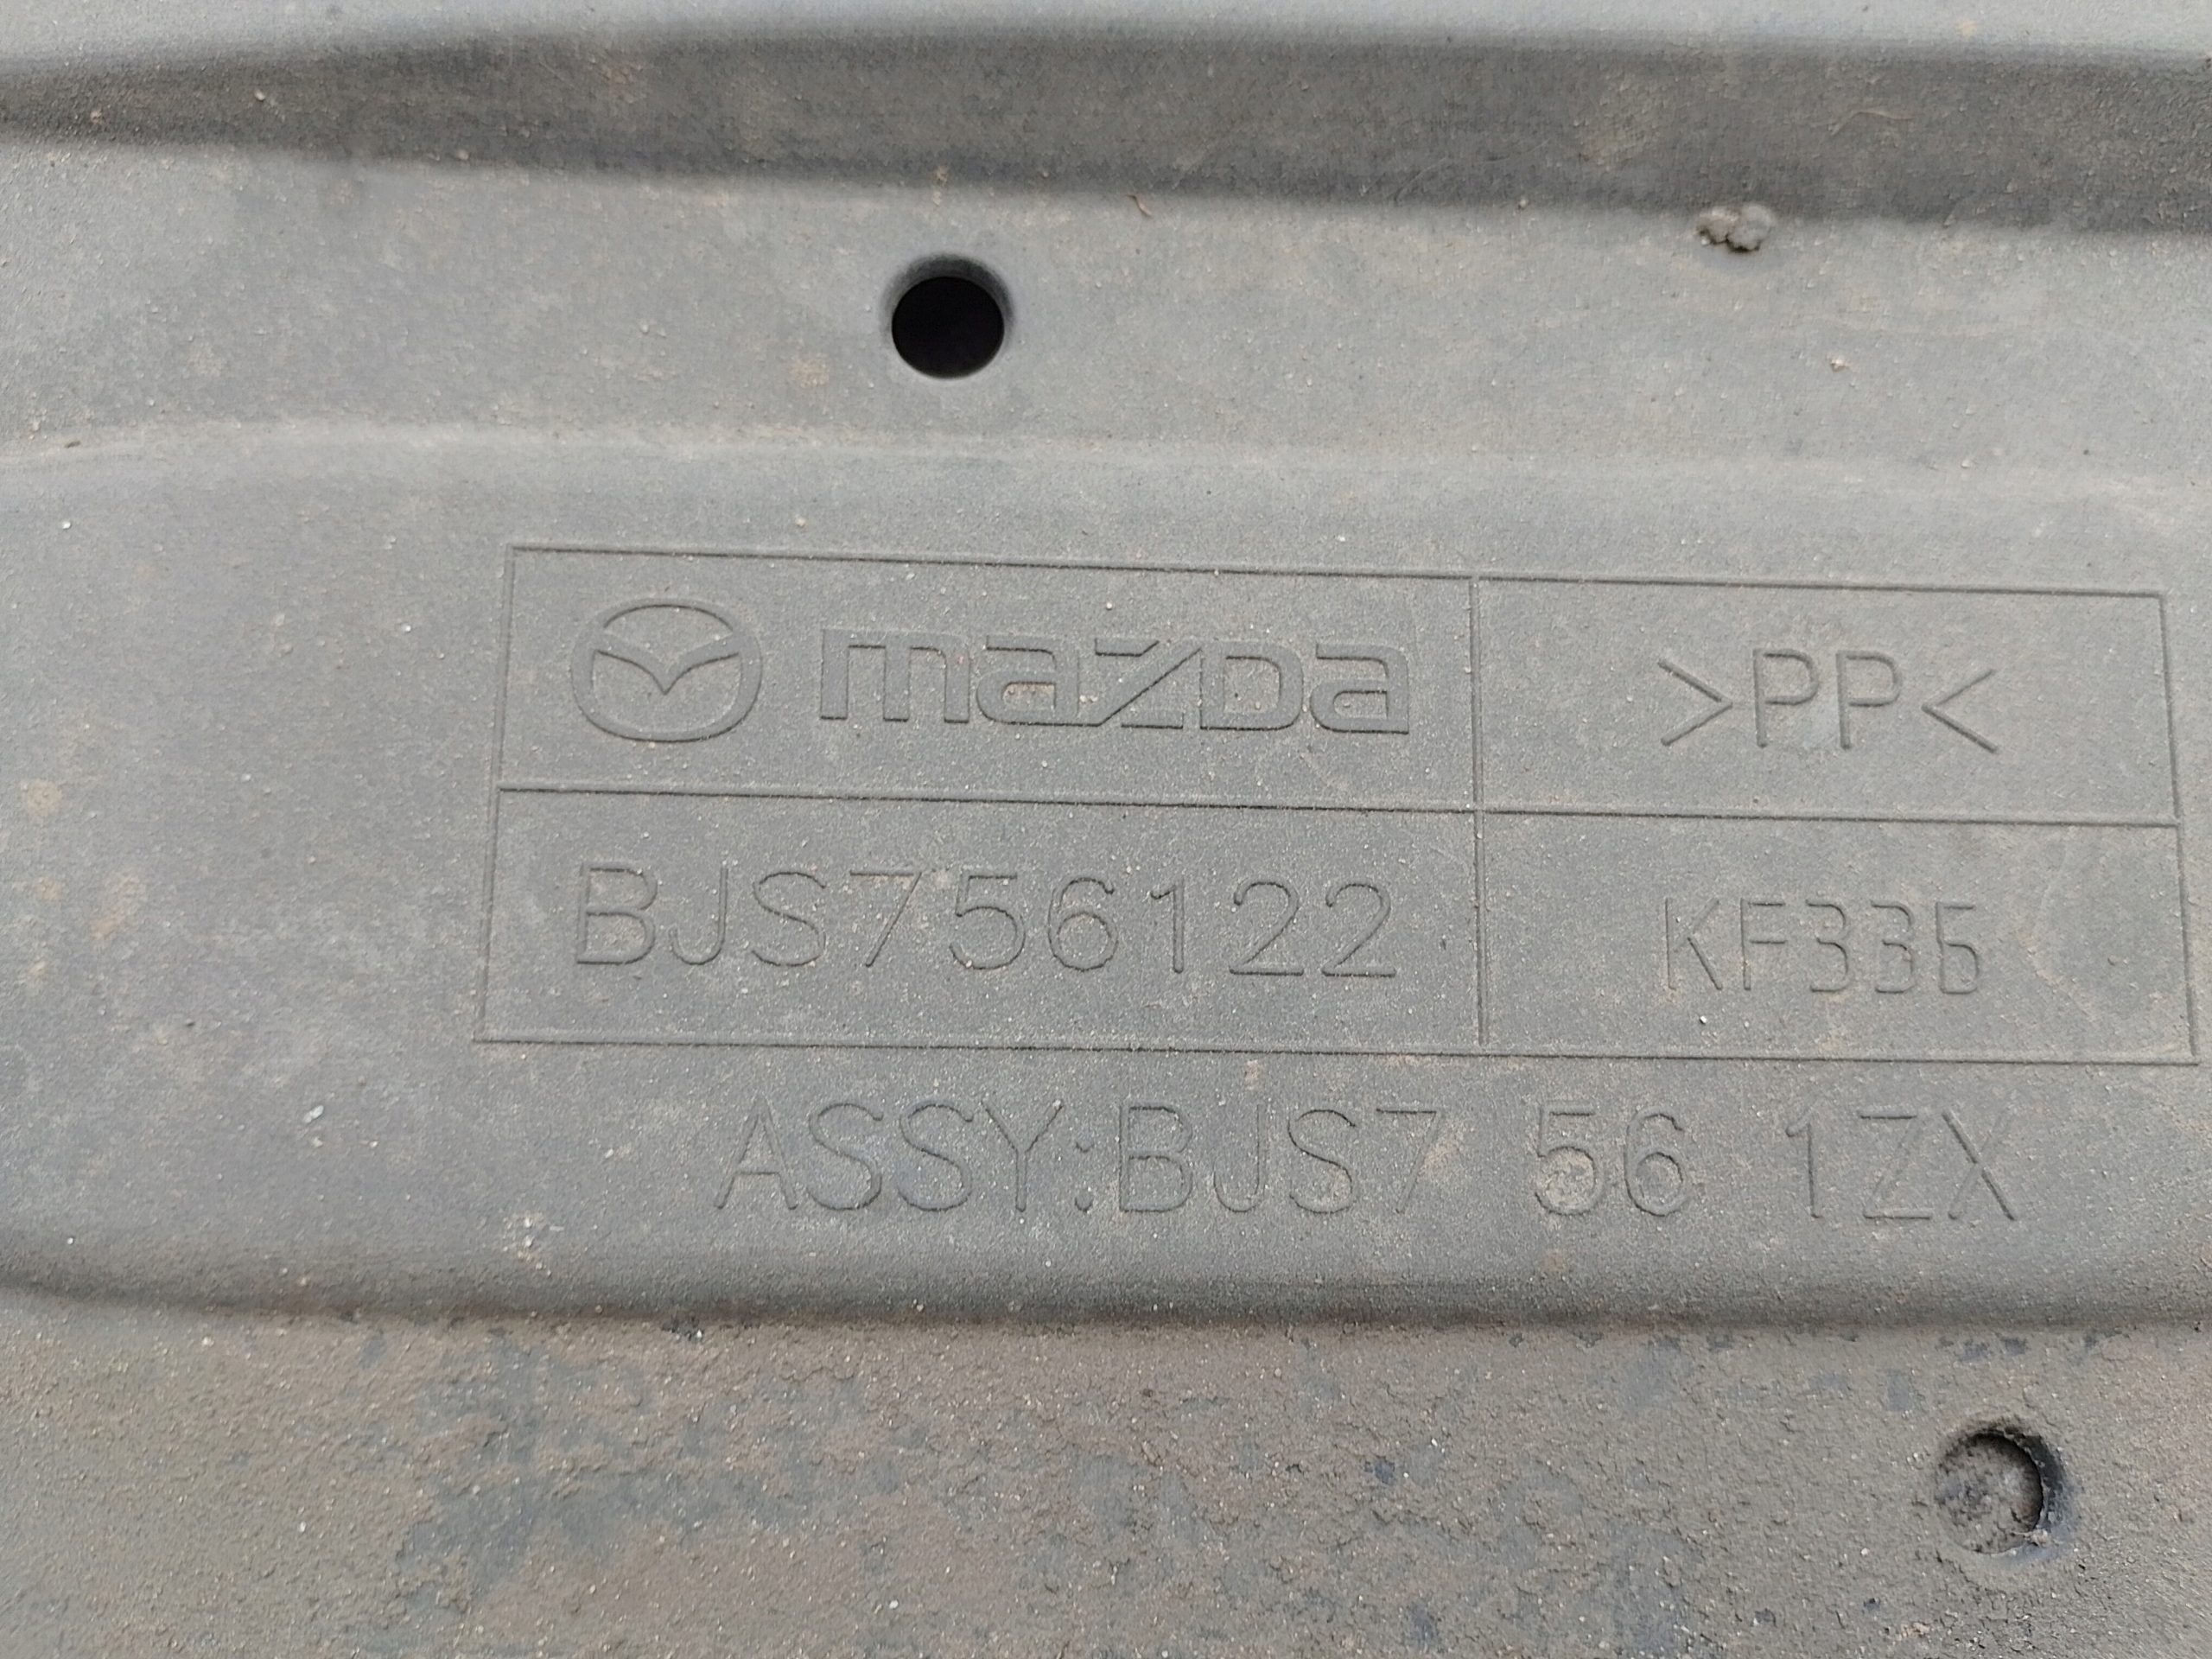 mazda >PP<
BJS756122 KF335
ASSY:BJS7 56 1ZX